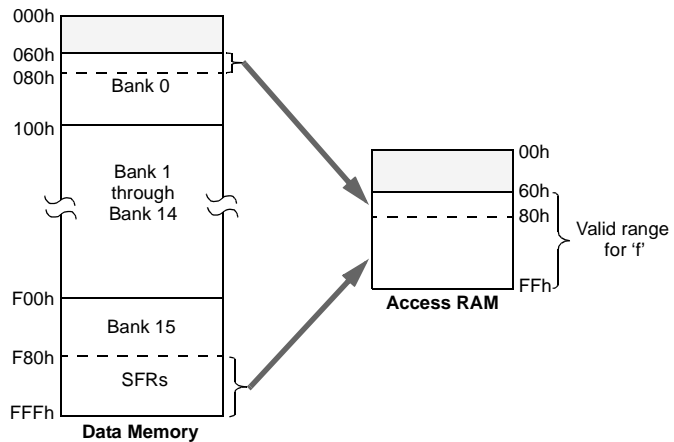 000h
060h
080h
Bank 0
100h
Bank 1
through
Bank 14
F00h
Bank 15
F80h
SFRs
FFFh
Data Memory
00h
60h
80h
FFh
Access RAM
Valid range
for ‘f’